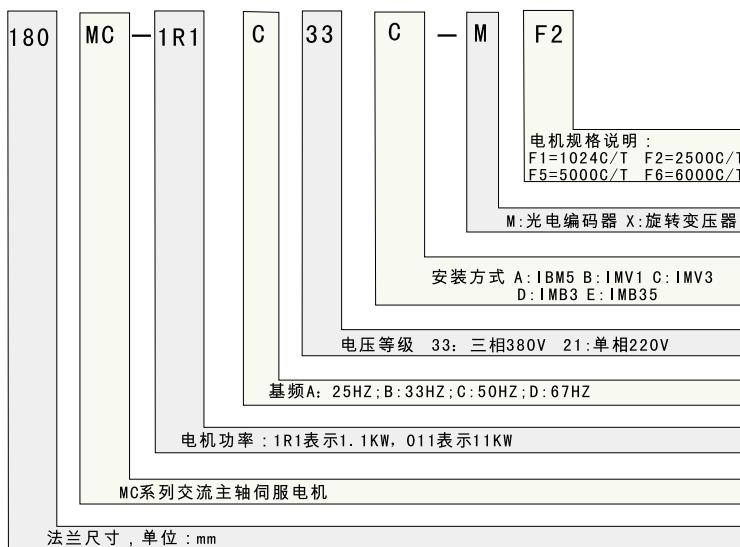 180 MC－1R1 C 33 C － M F2
电机规格说明：
F1=1024C/T F2=2500C/T
F5=5000C/T F6=6000C/T
M:光电编码器 X:旋转变压器
安装方式 A:IBM5 B:IMV1 C:IMV3
D:IMB3 E:IMB35
电压等级 33: 三相380V 21:单相220V
基频A: 25HZ;B:33HZ;C:50HZ;D:67HZ
电机功率：1R1表示1.1KW, 011表示11KW
MC系列交流主轴伺服电机
法兰尺寸，单位：mm